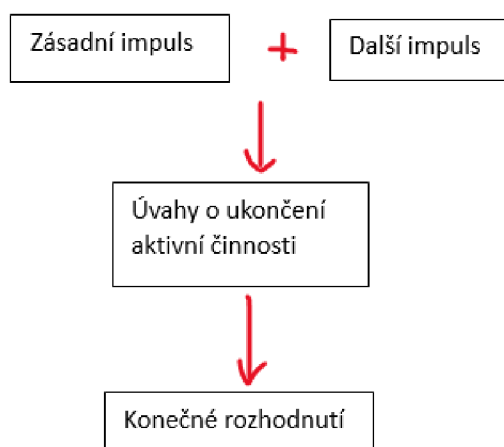 Zásadní impuls + Další impuls
Úvahy o ukončení
aktivní činnosti
Konečné rozhodnutí